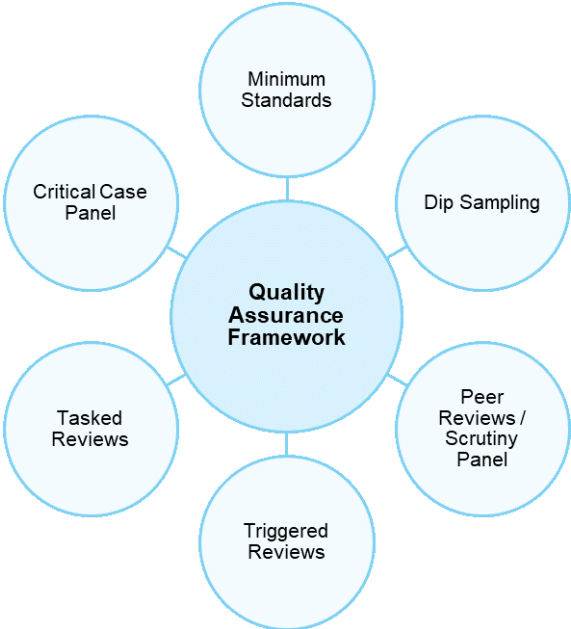 Minimum
Standards
Critical Case
Panel
Dip Sampling
Quality
Assurance
Framework
Tasked
Reviews
Peer
Reviews /
Scrutiny
Panel
Triggered
Reviews